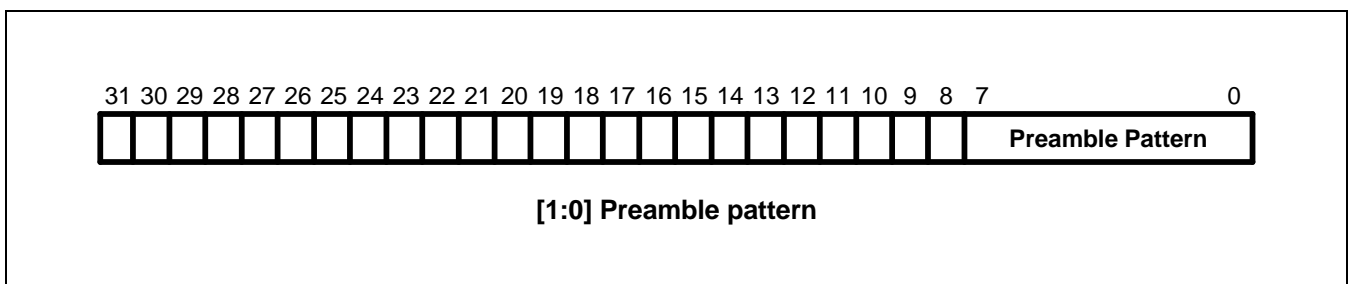 31 30 29 28 27 26 25 24 23 22 21 20 19 18 17 16 15 14 13 12 11 10 9 8 7 0
Preamble Pattern
[1:0] Preamble pattern